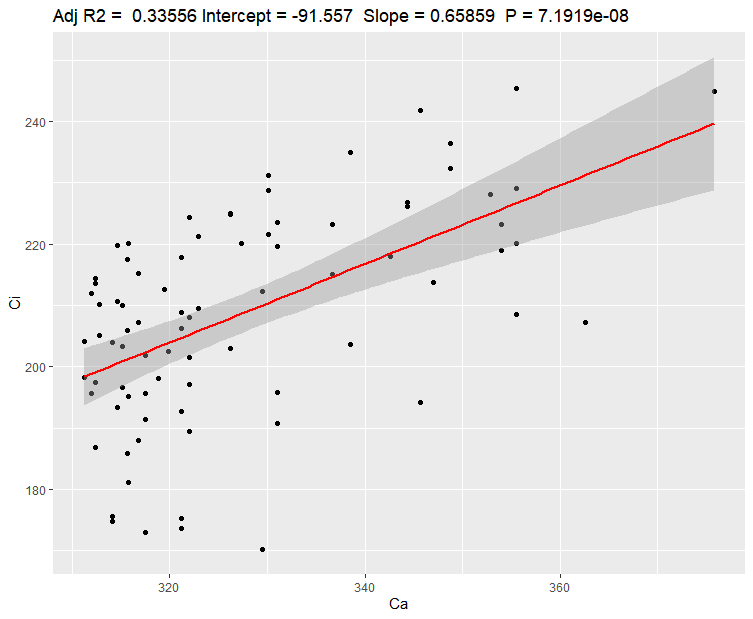 Adj R2 =  0.33556 Intercept = -91.557  Slope = 0.65859  P = 7.1919e-08
240
220
Ci
200
180
320 340 360
Ca